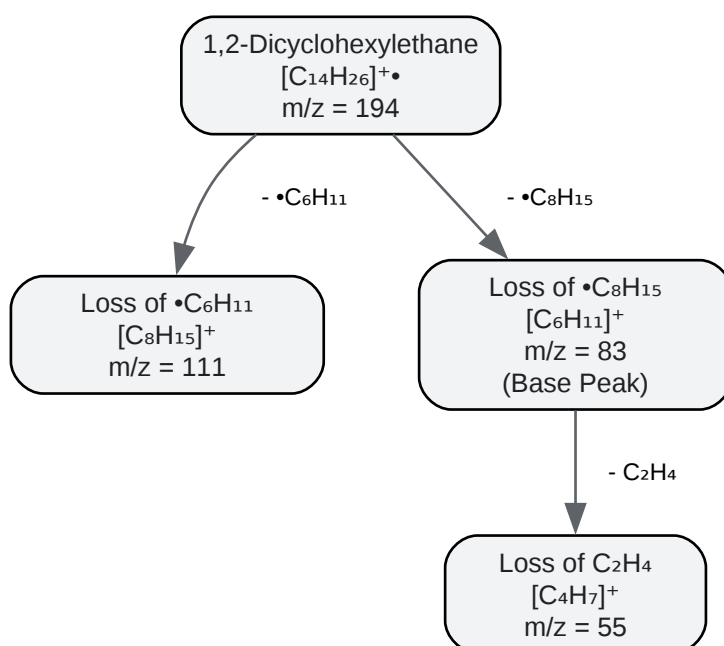 1,2-Dicyclohexylethane
[C₁₄H₂₆]⁺•
m/z = 194
- •C₆H₁₁
- •C₈H₁₅
Loss of •C₆H₁₁
[C₈H₁₅]⁺
m/z = 111
Loss of •C₈H₁₅
[C₆H₁₁]⁺
m/z = 83
(Base Peak)
- C₂H₄
Loss of C₂H₄
[C₄H₇]⁺
m/z = 55